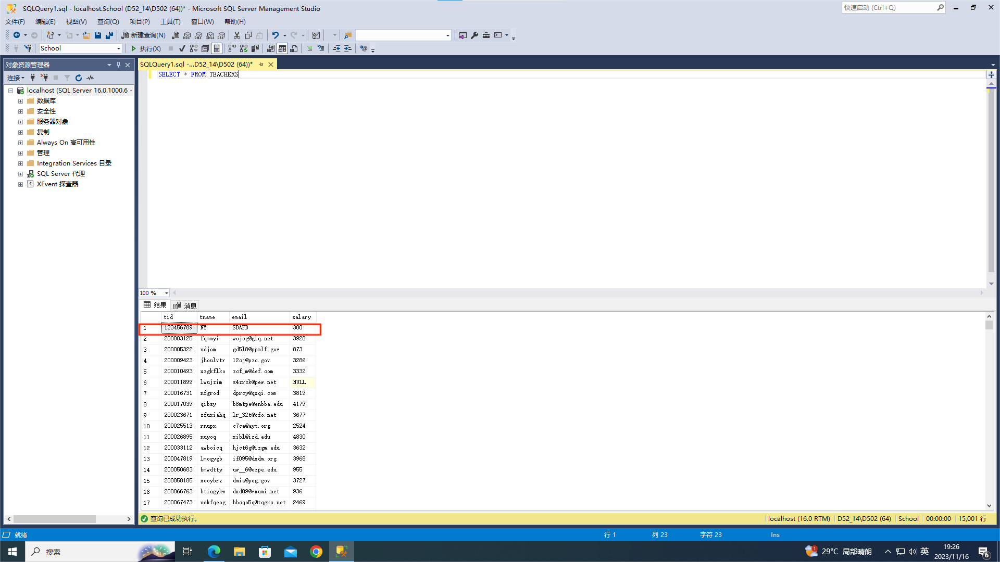 SQLQuery1.sql - localhost.School (D52_14\D502 (64))* - Microsoft SQL Server Management Studio
快速启动 (Ctrl+Q)
文件(F) 编辑(E) 视图(V) 查询(Q) 项目(P) 工具(T) 窗口(W) 帮助(H)
新建查询(N) MDX DMX XMLA DAX
School 执行(X)
对象资源管理器
SQLQuery1.sql -...D52_14\D502 (64))*
连接
SELECT * FROM TEACHERS
localhost (SQL Server 16.0.1000.6 -
数据库
安全性
服务器对象
复制
Always On 高可用性
管理
Integration Services 目录
SQL Server 代理
XEvent 探查器
100 %
结果 消息
tid tname email salary
1 123456789 NY SDAFD 300
2 200003125 fqmmyi wcjcg@glq.net 3928
3 200005322 udjom gd5l8@ppmlf.gov 873
4 200009423 jhoulvtr 12cj@pzc.gov 3286
5 200010493 xzgkflko zcf_m@def.com 3332
6 200011899 lwujzim s4zrck@pew.net NULL
7 200016731 nfgrod dprcy@qxqi.com 3819
8 200017039 qibsy b8mtpe@enbba.edu 4179
9 200023671 zfuxiahq lr_32t@cfo.net 3677
10 200025513 rnupx c7ce@ayt.org 2524
11 200026895 nuyoq xibl@izd.edu 4830
12 200033112 awboicq hjct6g@izgm.edu 3632
13 200047819 lmogygb if095@dxdm.org 3968
14 200050683 bmwdtty uw__6@ozpe.edu 955
15 200058185 xcoybrz dmis@peg.gov 3727
16 200066763 btiagykw dxd09@vxumi.net 936
17 200067473 uakfqeog hbcqo5q@tqgxc.net 2469
查询已成功执行。 localhost (16.0 RTM) D52_14\D502 (64) School 00:00:00 15,001 行
就绪 行 1 列 23 字符 23 Ins
搜索 1 29°C 局部晴朗 英 19:26
2023/11/16 6